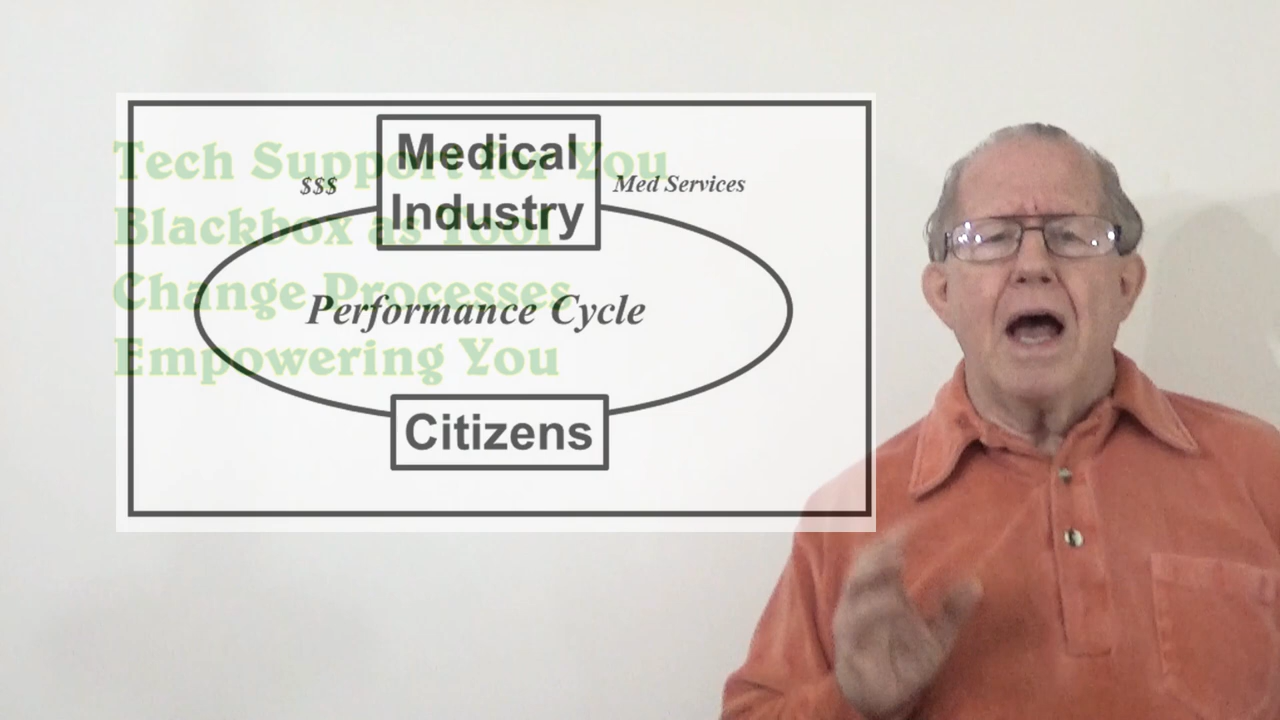 Tech Support for You
Blackbox as Tool
Change Processes
Empowering You
Medical
Industry
$$$
Med Services
Performance Cycle
Citizens